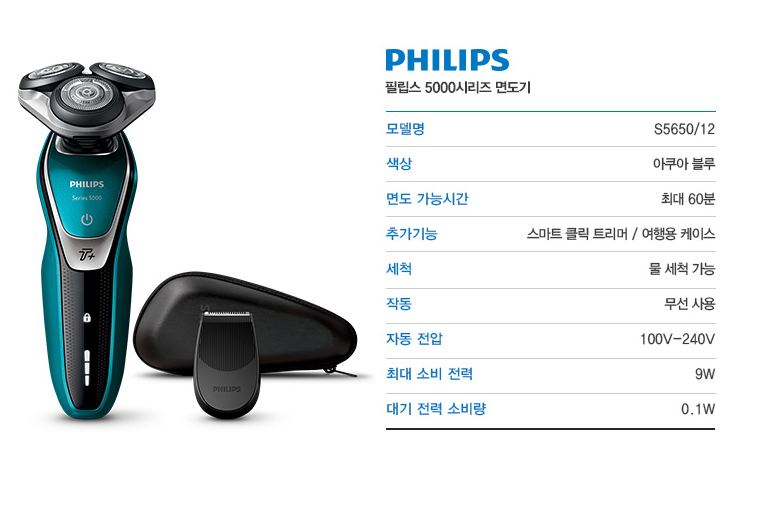 PHILIPS
필립스 5000시리즈 면도기
모델명 S5650/12
색상 아쿠아 블루
면도 가능시간 최대 60분
추가기능 스마트 클릭 트리머 / 여행용 케이스
세척 물 세척 가능
작동 무선 사용
자동 전압 100V-240V
최대 소비 전력 9W
대기 전력 소비량 0.1W
PHILIPS
Series 5000
T+
PHILIPS